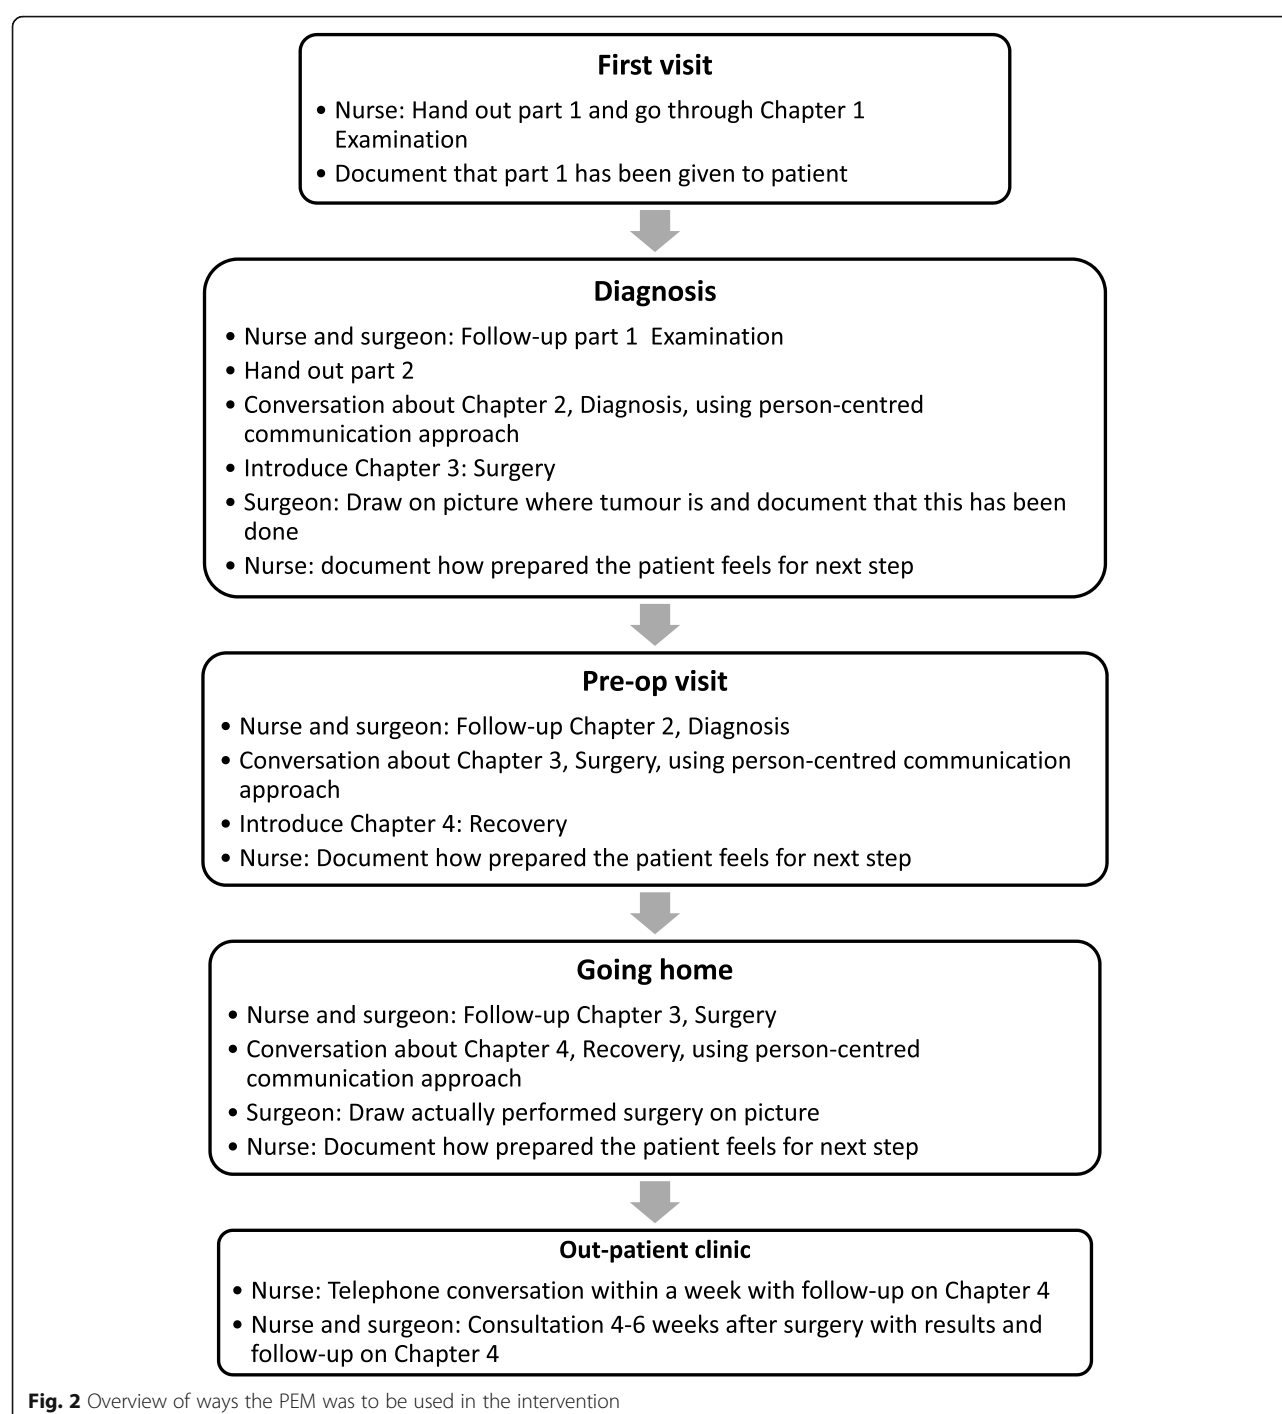 First visit
• Nurse: Hand out part 1 and go through Chapter 1
Examination
• Document that part 1 has been given to patient
Diagnosis
• Nurse and surgeon: Follow-up part 1  Examination
• Hand out part 2
• Conversation about Chapter 2, Diagnosis, using person-centred
communication approach
• Introduce Chapter 3: Surgery
• Surgeon: Draw on picture where tumour is and document that this has been
done
• Nurse: document how prepared the patient feels for next step
Pre-op visit
• Nurse and surgeon: Follow-up Chapter 2, Diagnosis
• Conversation about Chapter 3, Surgery, using person-centred communication
approach
• Introduce Chapter 4: Recovery
• Nurse: Document how prepared the patient feels for next step
Going home
• Nurse and surgeon: Follow-up Chapter 3, Surgery
• Conversation about Chapter 4, Recovery, using person-centred
communication approach
• Surgeon: Draw actually performed surgery on picture
• Nurse: Document how prepared the patient feels for next step
Out-patient clinic
• Nurse: Telephone conversation within a week with follow-up on Chapter 4
• Nurse and surgeon: Consultation 4-6 weeks after surgery with results and
follow-up on Chapter 4
Fig. 2 Overview of ways the PEM was to be used in the intervention